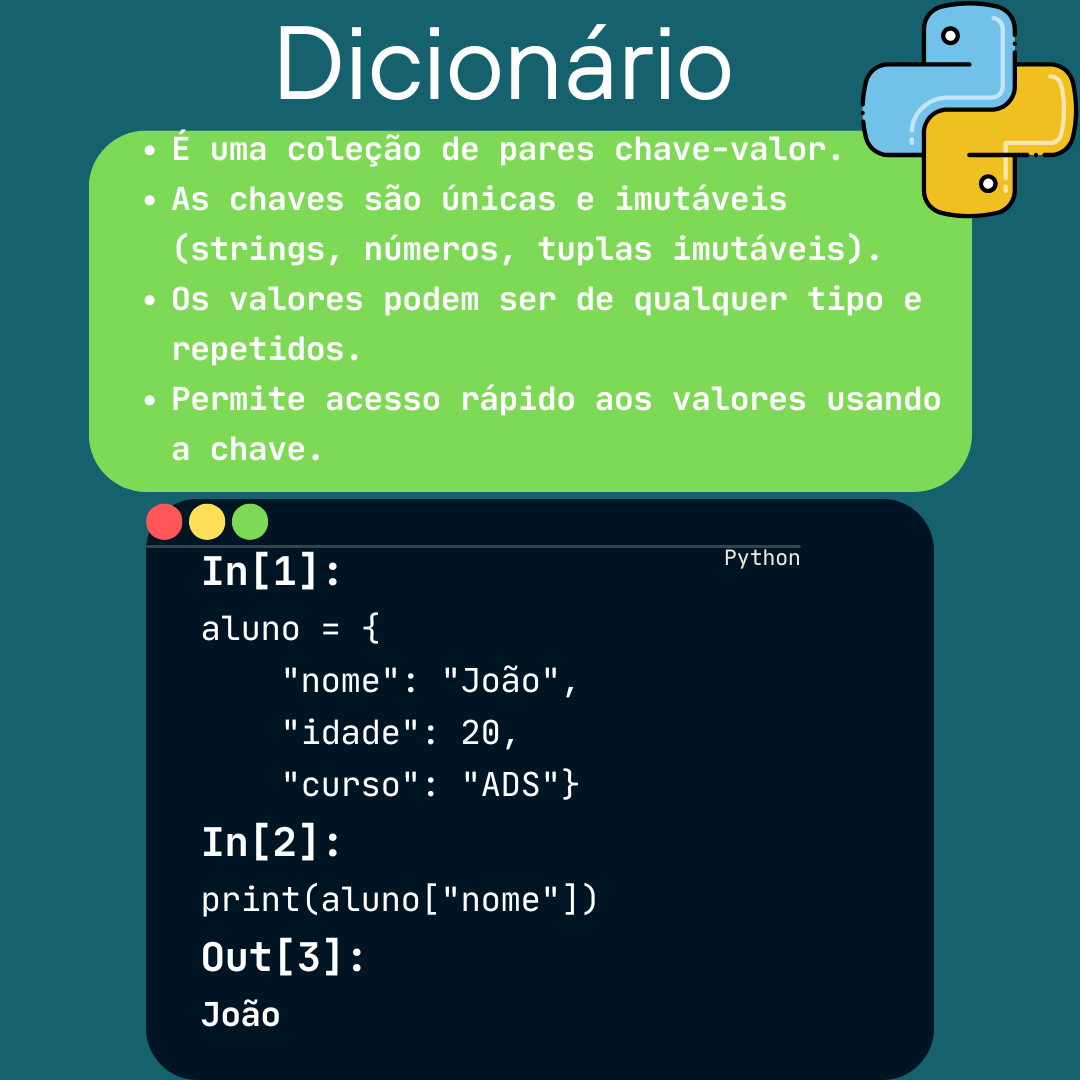 Dicionário
• É uma coleção de pares chave-valor.
• As chaves são únicas e imutáveis
(strings, números, tuplas imutáveis).
• Os valores podem ser de qualquer tipo e
repetidos.
• Permite acesso rápido aos valores usando
a chave.
Python
In[1]:
aluno = {
    "nome": "João",
    "idade": 20,
    "curso": "ADS"}
In[2]:
print(aluno["nome"])
Out[3]:
João